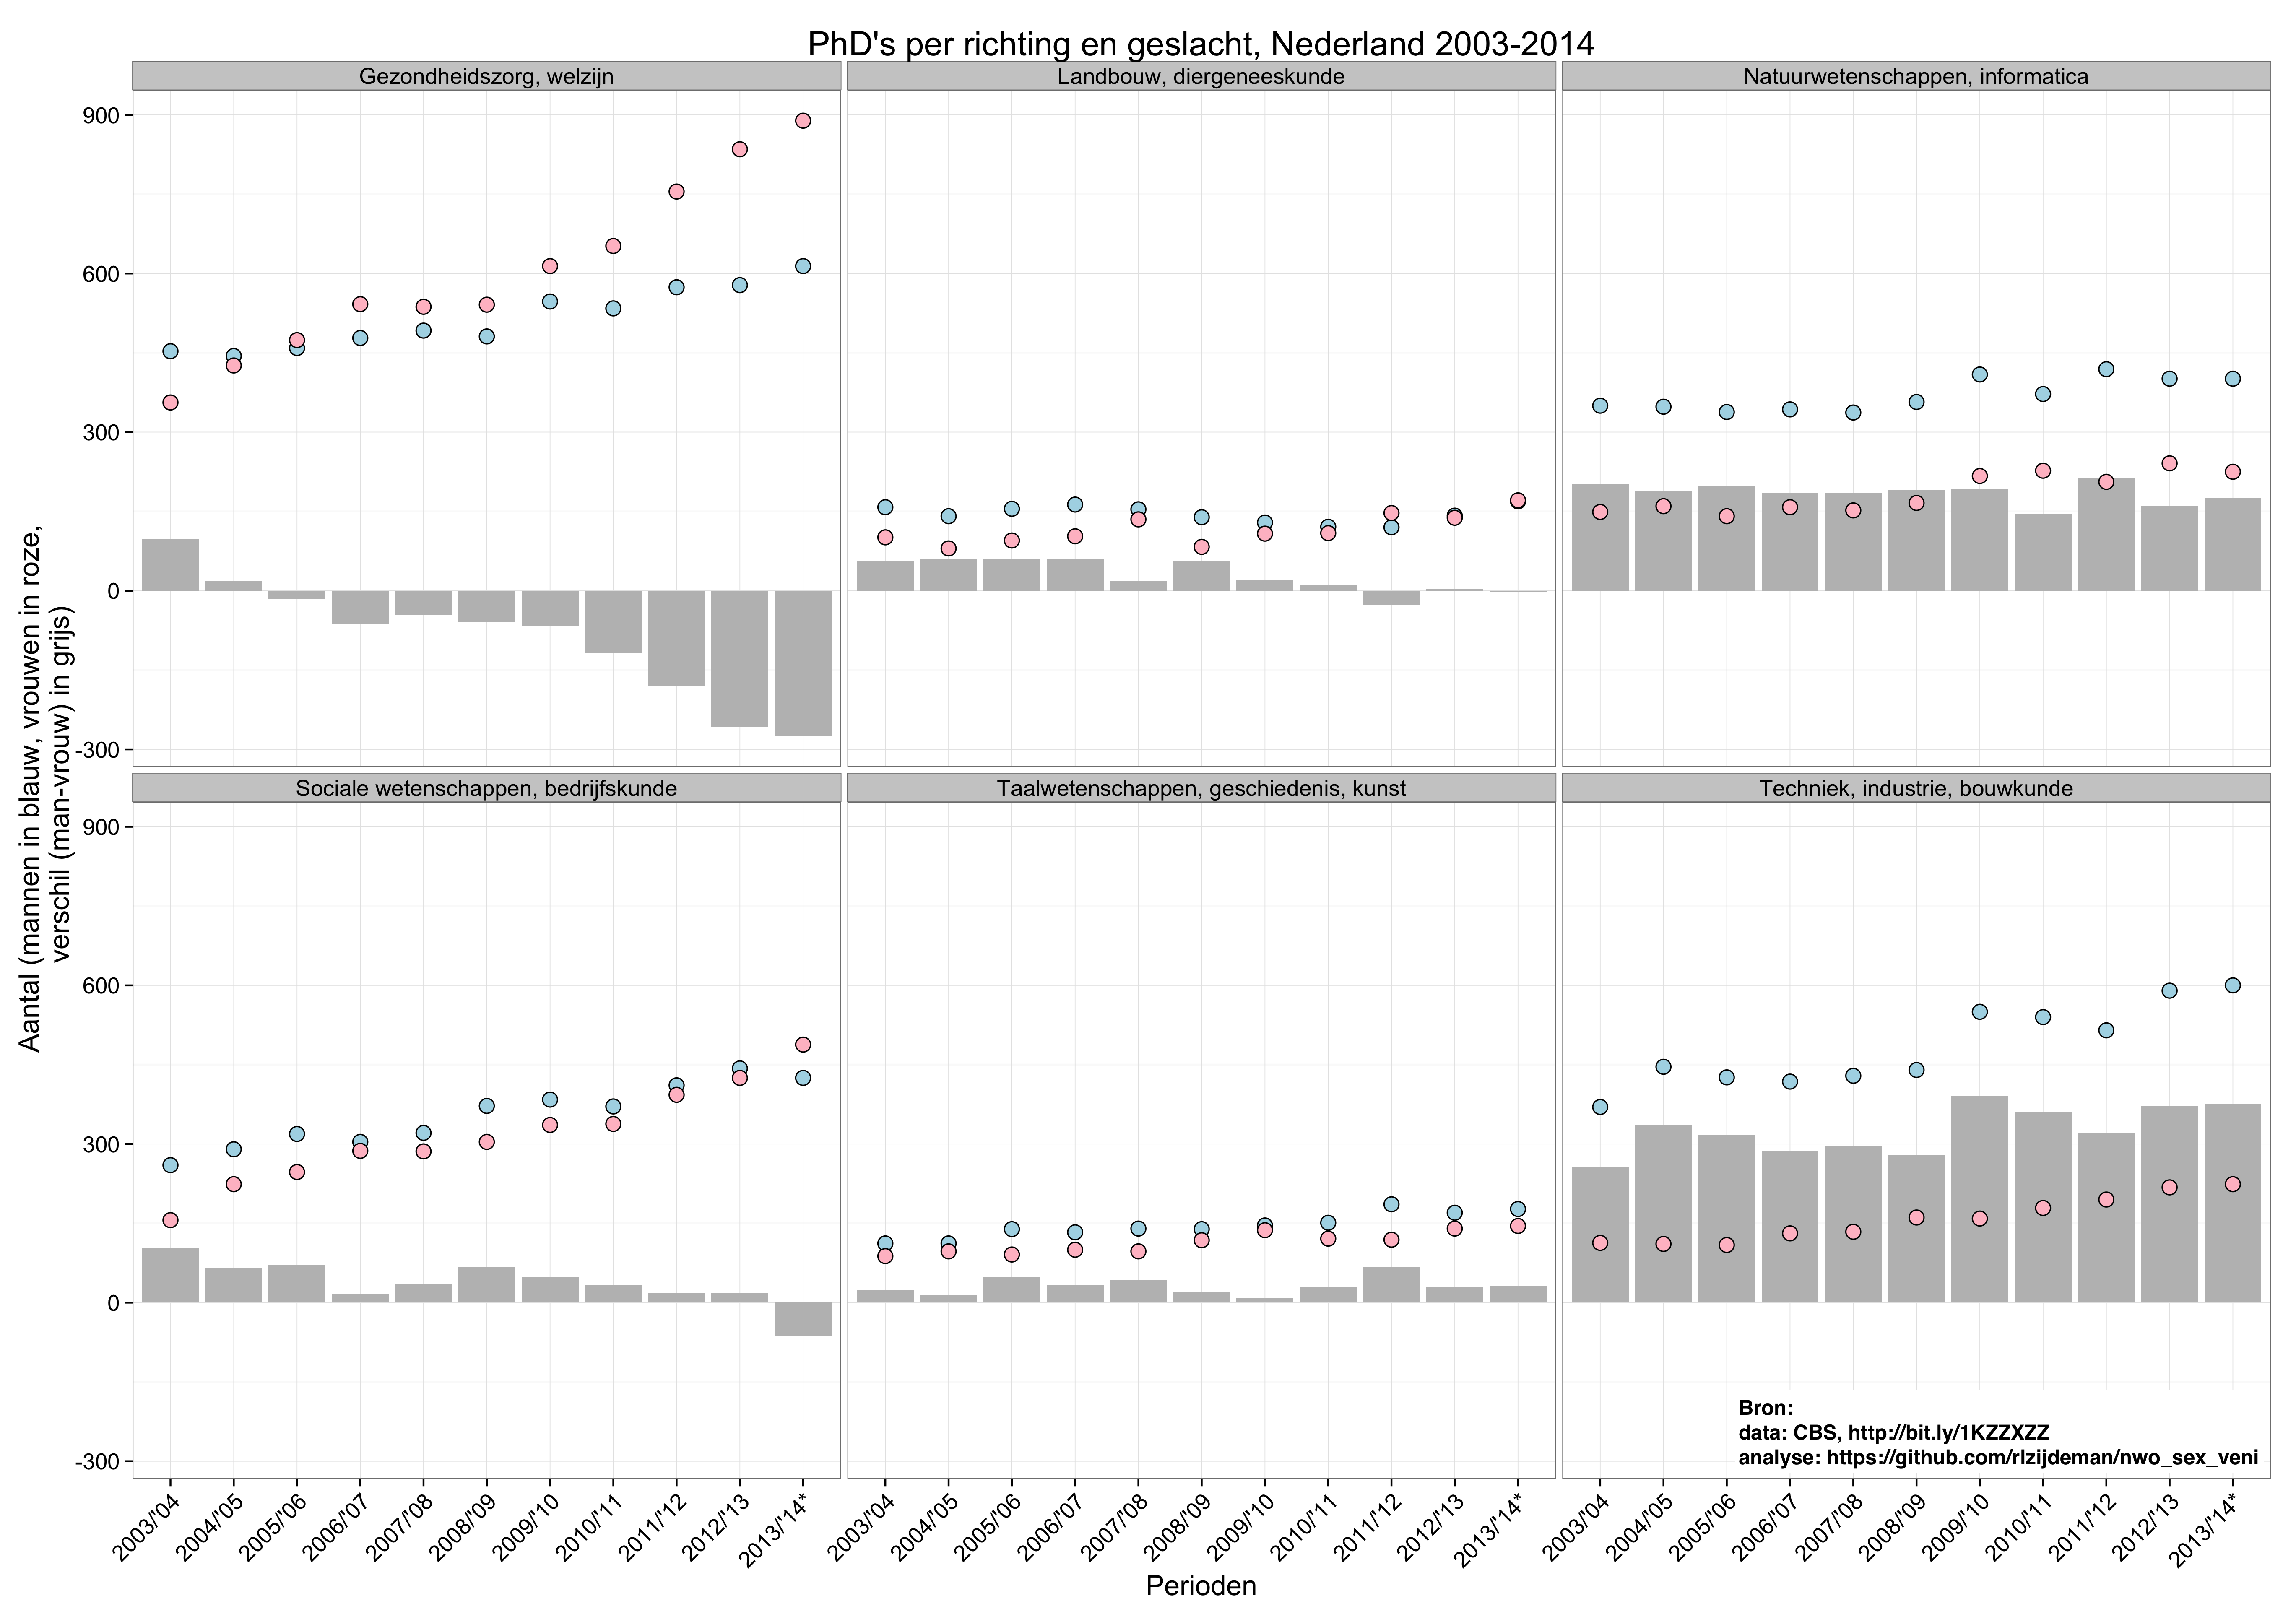 PhD's per richting en geslacht, Nederland 2003-2014
Gezondheidszorg, welzijn
Landbouw, diergeneeskunde
Natuurwetenschappen, informatica
900
600
300
0
-300
Aantal (mannen in blauw, vrouwen in roze,
verschil (man-vrouw) in grijs)
Sociale wetenschappen, bedrijfskunde
Taalwetenschappen, geschiedenis, kunst
Techniek, industrie, bouwkunde
900
600
300
0
-300
Bron:
data: CBS, http://bit.ly/1KZZXZZ
analyse: https://github.com/rlzijdeman/nwo_sex_veni
2003/'04 2004/'05 2005/'06 2006/'07 2007/'08 2008/'09 2009/'10 2010/'11 2011/'12 2012/'13 2013/'14*
2003/'04 2004/'05 2005/'06 2006/'07 2007/'08 2008/'09 2009/'10 2010/'11 2011/'12 2012/'13 2013/'14*
2003/'04 2004/'05 2005/'06 2006/'07 2007/'08 2008/'09 2009/'10 2010/'11 2011/'12 2012/'13 2013/'14*
Perioden